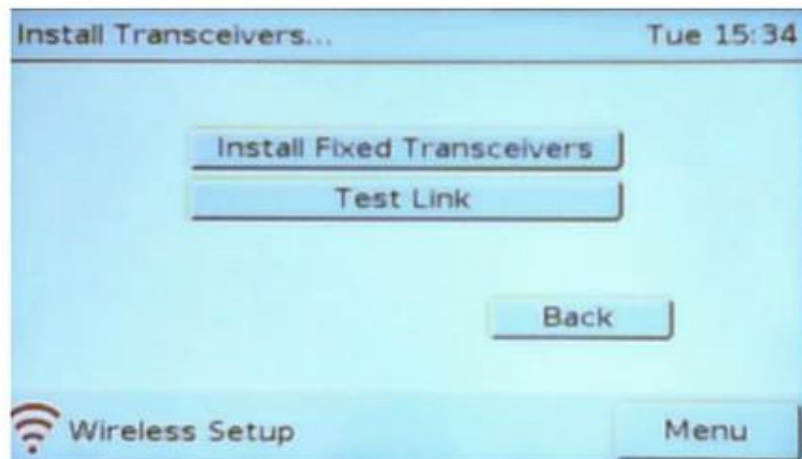 Install Transceivers... Tue 15:34
Install Fixed Transceivers
Test Link
Back
Wireless Setup Menu